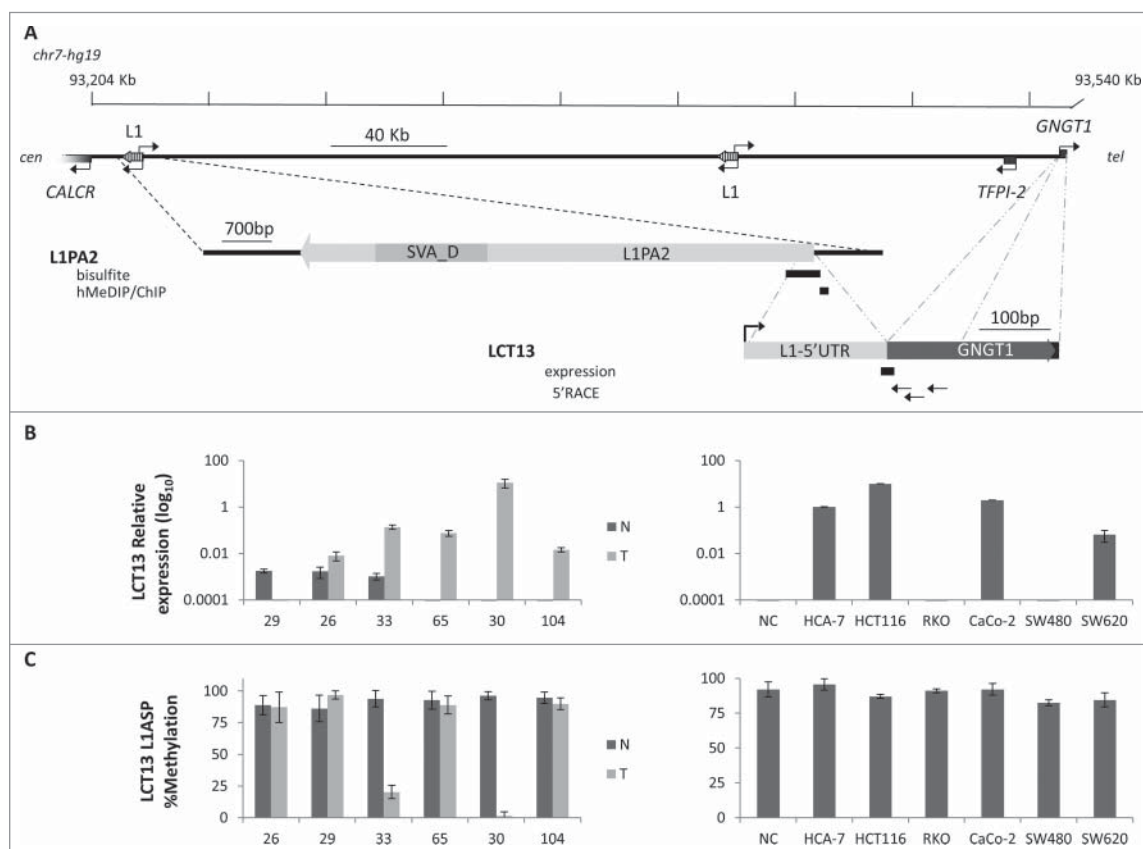 A
chr7-hg19
93,204 Kb
93,540 Kb
L1
40 Kb
GNGT1
cen
tel
CALCR
L1
TFPI-2
700bp
L1PA2
SVA_D
L1PA2
bisulfite
hMeDIP/ChIP
100bp
LCT13
L1-5'UTR
GNGT1
expression
5'RACE
B
LCT13 Relative
expression (log10)
100
1
0.01
0.0001
N
T
29 26 33 65 30 104
100
1
0.01
0.0001
NC HCA-7 HCT116 RKO CaCo-2 SW480 SW620
C
LCT13 L1ASP
%Methylation
100
75
50
25
0
N
T
26 29 33 65 30 104
100
75
50
25
0
NC HCA-7 HCT116 RKO CaCo-2 SW480 SW620